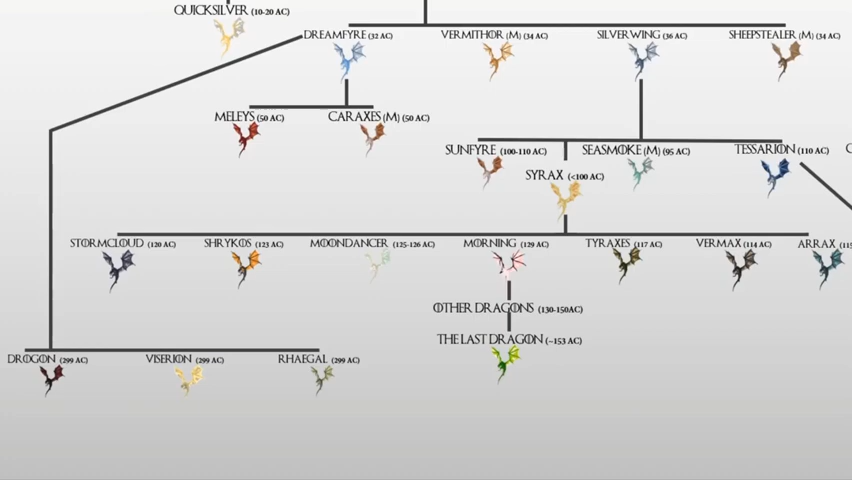 QUICKSILVER (10-20 AC)
DREAMFYRE (32 AC) VERMITHOR (M) (34 AC) SILVERWING (36 AC) SHEEPSTEALER (M) (34 AC)
MELEYS (50 AC) CARAXES (M) (50 AC)
SUNFYRE (100-110 AC) SEASMOKE (M) (95 AC) TESSARION (110 AC)
SYRAX (<100 AC)
STORMCLOUD (120 AC) SHRYKOS (123 AC) MOONDANCER (125-126 AC) MORNING (129 AC) TYRAXES (117 AC) VERMAX (114 AC) ARRAX
OTHER DRAGONS (130-150AC)
THE LAST DRAGON (~153 AC)
DROGON (299 AC) VISERION (299 AC) RHAEGAL (299 AC)